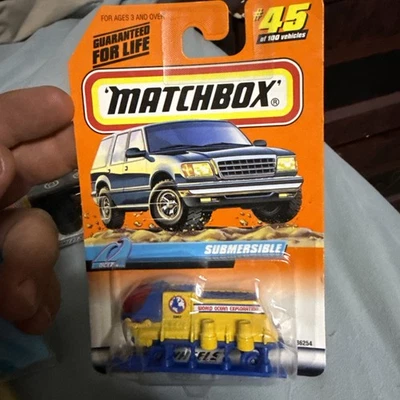 FOR AGES 3 AND OVER
GUARANTEED
FOR LIFE
#45
of 100 vehicles
MATCHBOX®
SUBMERSIBLE
WORLD OCEAN EXPLORATION
36254